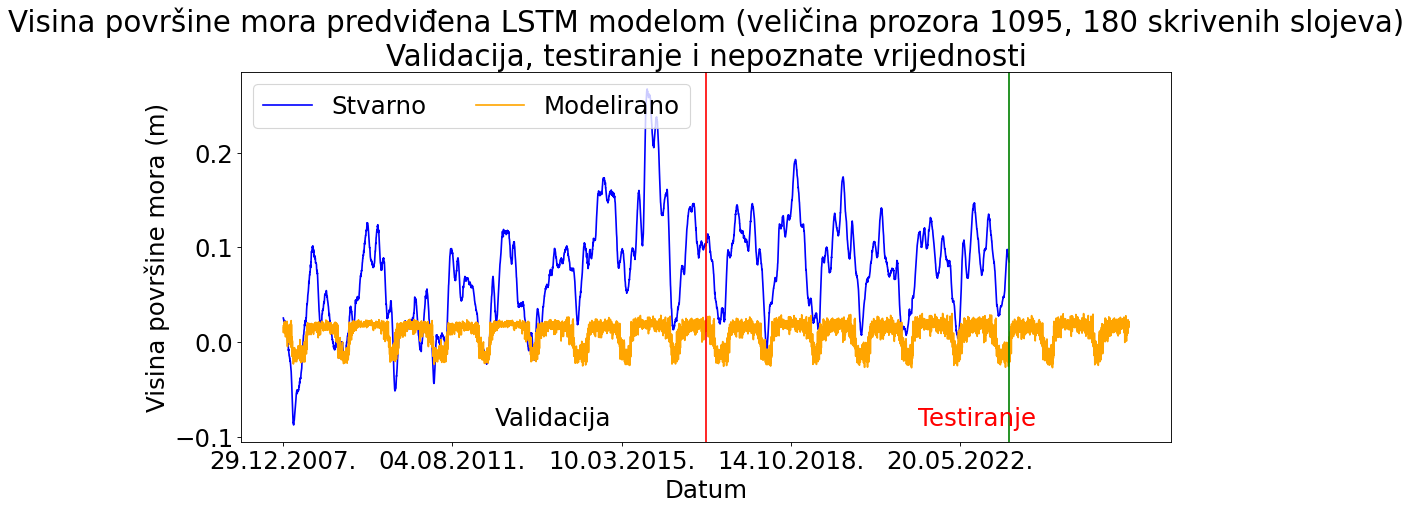 Visina površine mora predviđena LSTM modelom (veličina prozora 1095, 180 skrivenih slojeva)
Validacija, testiranje i nepoznate vrijednosti
Stvarno
Modelirano
Visina površine mora (m)
0.2
0.1
0.0
−0.1
Validacija
Testiranje
29.12.2007.
04.08.2011.
10.03.2015.
14.10.2018.
20.05.2022.
Datum